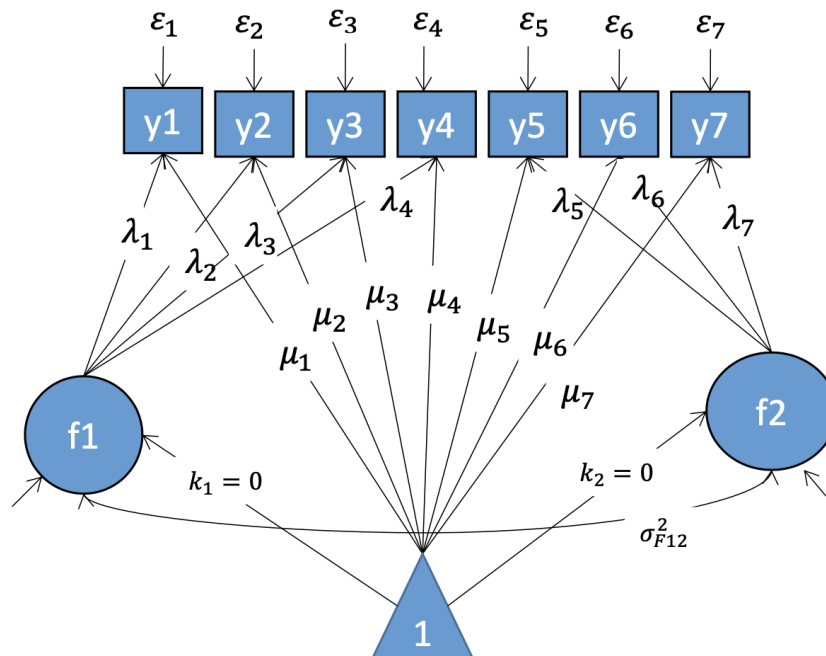 ε₁ ε₂ ε₃ ε₄ ε₅ ε₆ ε₇
y1 y2 y3 y4 y5 y6 y7
λ₁ λ₂ λ₃ λ₄ λ₅ λ₆ λ₇
μ₁ μ₂ μ₃ μ₄ μ₅ μ₆ μ₇
f1 f2
k₁ = 0 k₂ = 0
σ²_F12
1